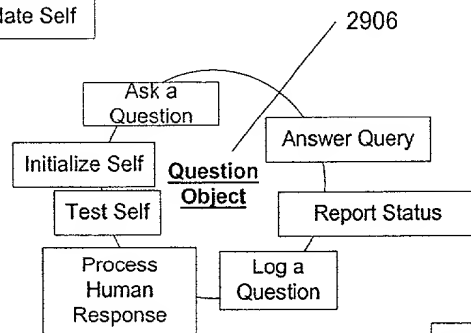 date Self
2906
Ask a
Question
Answer Query
Initialize Self
Question
Object
Test Self
Report Status
Process
Human
Response
Log a
Question